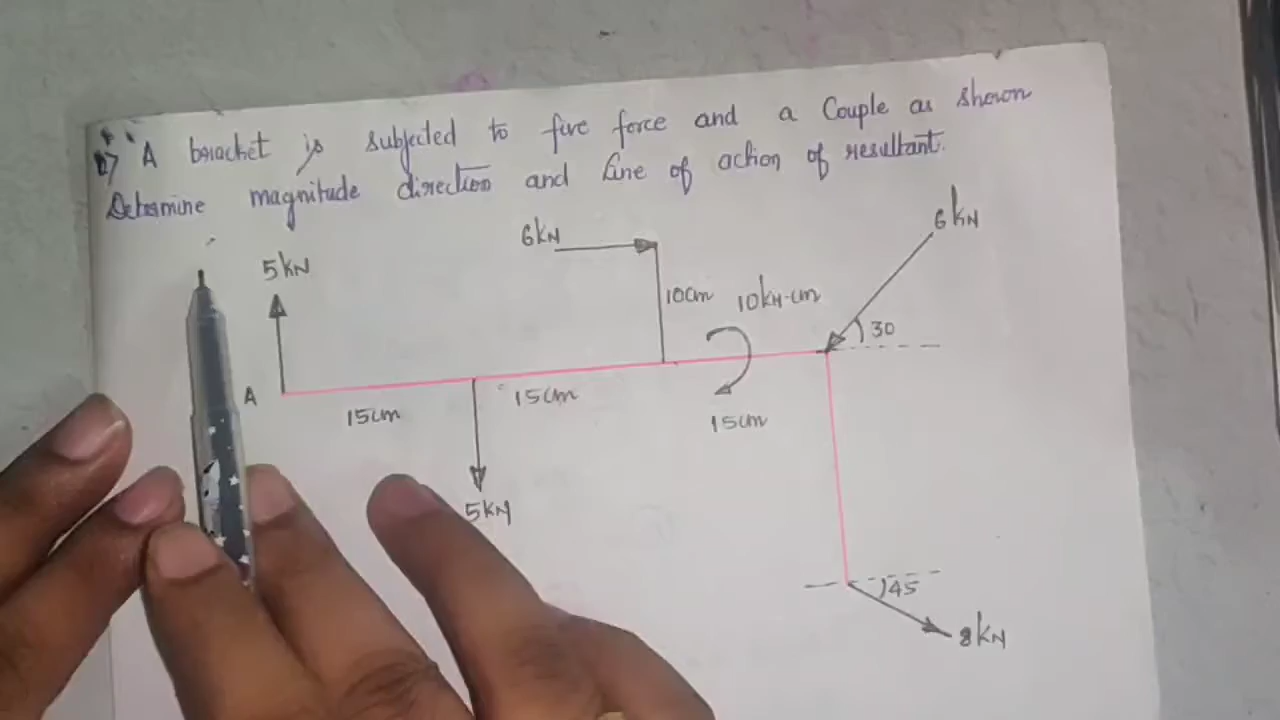 2) A bracket is subjected to five force and a Couple as shown
Determine magnitude direction and line of action of resultant.
6kN
6kN
5kN
10cm
10kN-cm
30
A
15cm
15cm
15cm
5kN
45
8kN